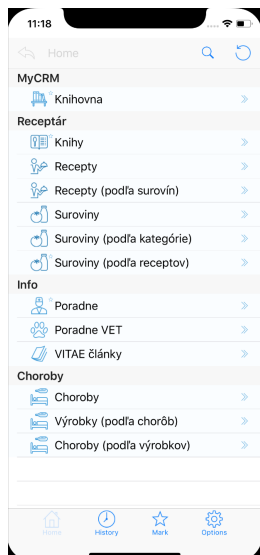 11:18
Home
MyCRM
Knihovna
Receptár
Knihy
Recepty
Recepty (podľa surovín)
Suroviny
Suroviny (podľa kategórie)
Suroviny (podľa receptov)
Info
Poradne
Poradne VET
VITAE články
Choroby
Choroby
Výrobky (podľa chorôb)
Choroby (podľa výrobkov)
Home History Mark Options